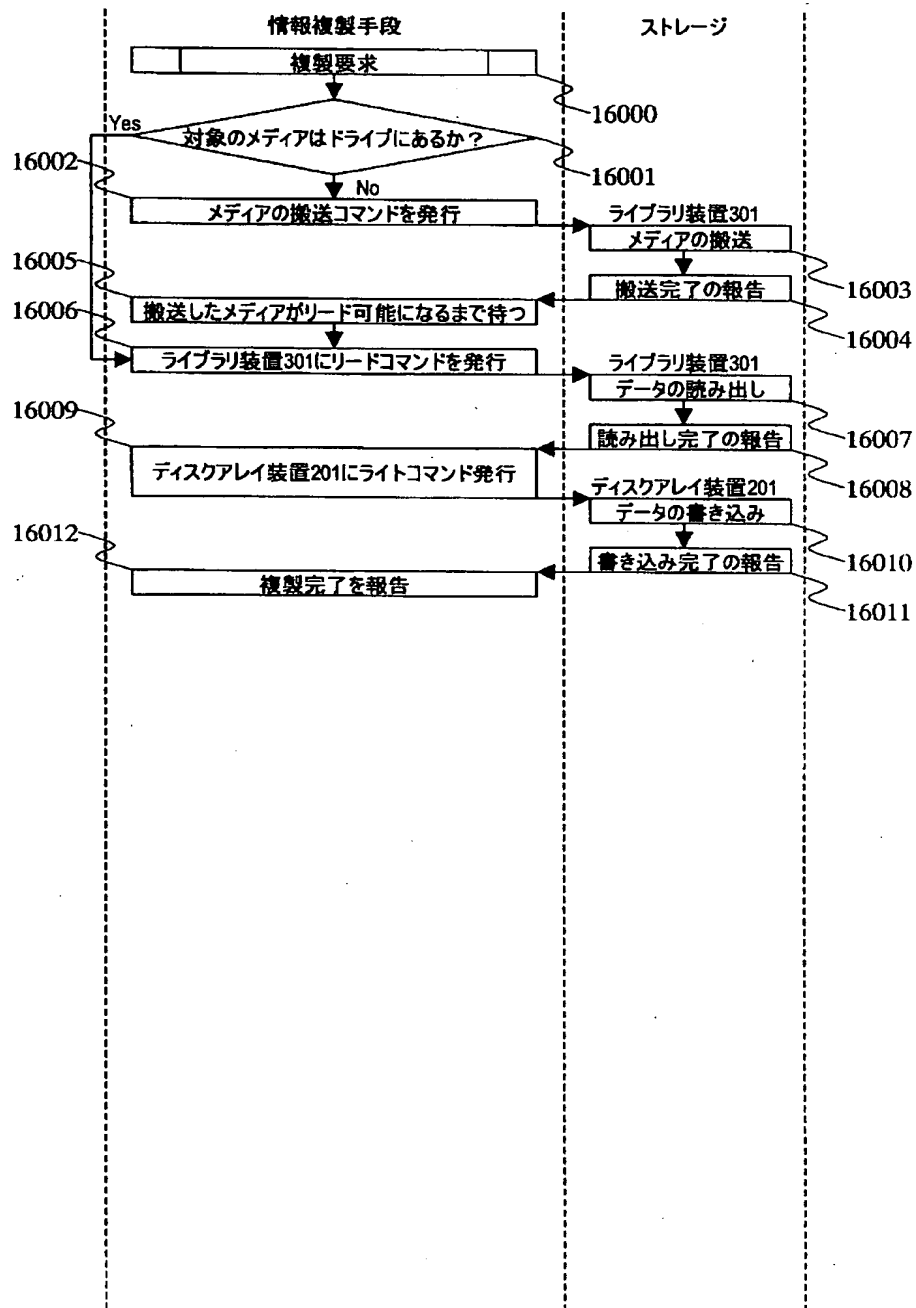 情報複製手段
ストレージ
複製要求
16000
Yes
対象のメディアはドライブにあるか？
16001
16002
No
メディアの搬送コマンドを発行
ライブラリ装置301
メディアの搬送
16003
16005
搬送完了の報告
16004
16006
搬送したメディアがリード可能になるまで待つ
ライブラリ装置301にリードコマンドを発行
ライブラリ装置301
データの読み出し
16007
16009
読み出し完了の報告
16008
ディスクアレイ装置201にライトコマンド発行
ディスクアレイ装置201
データの書き込み
16010
16012
書き込み完了の報告
16011
複製完了を報告